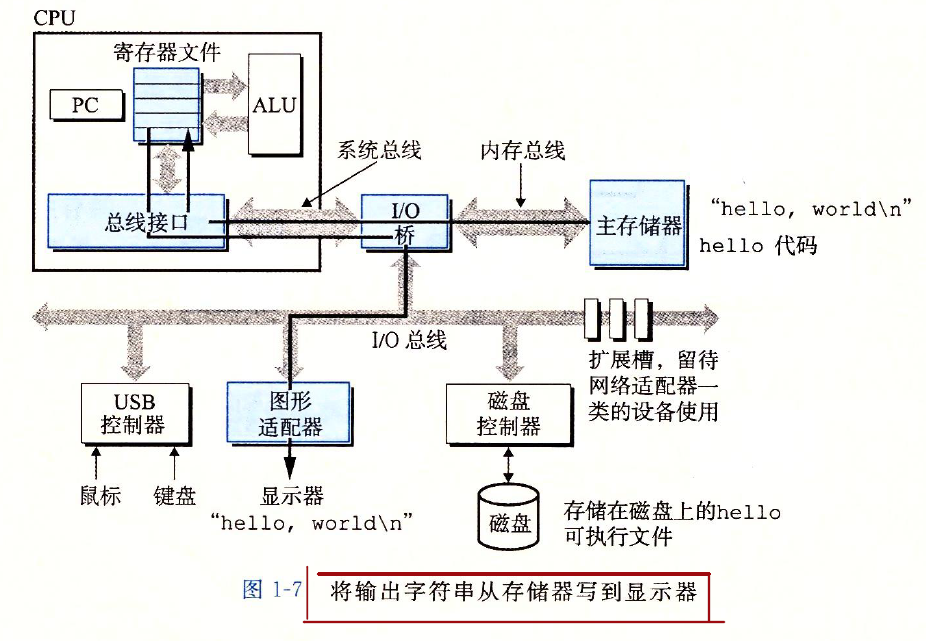 CPU
寄存器文件
PC
ALU
系统总线
内存总线
总线接口
I/O
桥
主存储器
“hello, world\n”
hello 代码
I/O 总线
扩展槽，留待
网络适配器一
类的设备使用
USB
控制器
图形
适配器
磁盘
控制器
鼠标
键盘
显示器
“hello, world\n”
磁盘
存储在磁盘上的hello
可执行文件
图 1-7 将输出字符串从存储器写到显示器